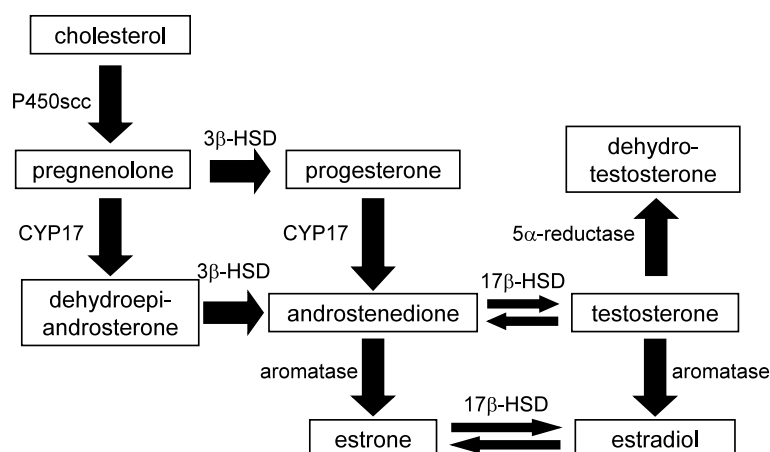 cholesterol
P450scc
3β-HSD
pregnenolone
progesterone
dehydro-
testosterone
CYP17
CYP17
5α-reductase
3β-HSD
17β-HSD
dehydroepi-
androsterone
androstenedione
testosterone
aromatase
aromatase
17β-HSD
estrone
estradiol